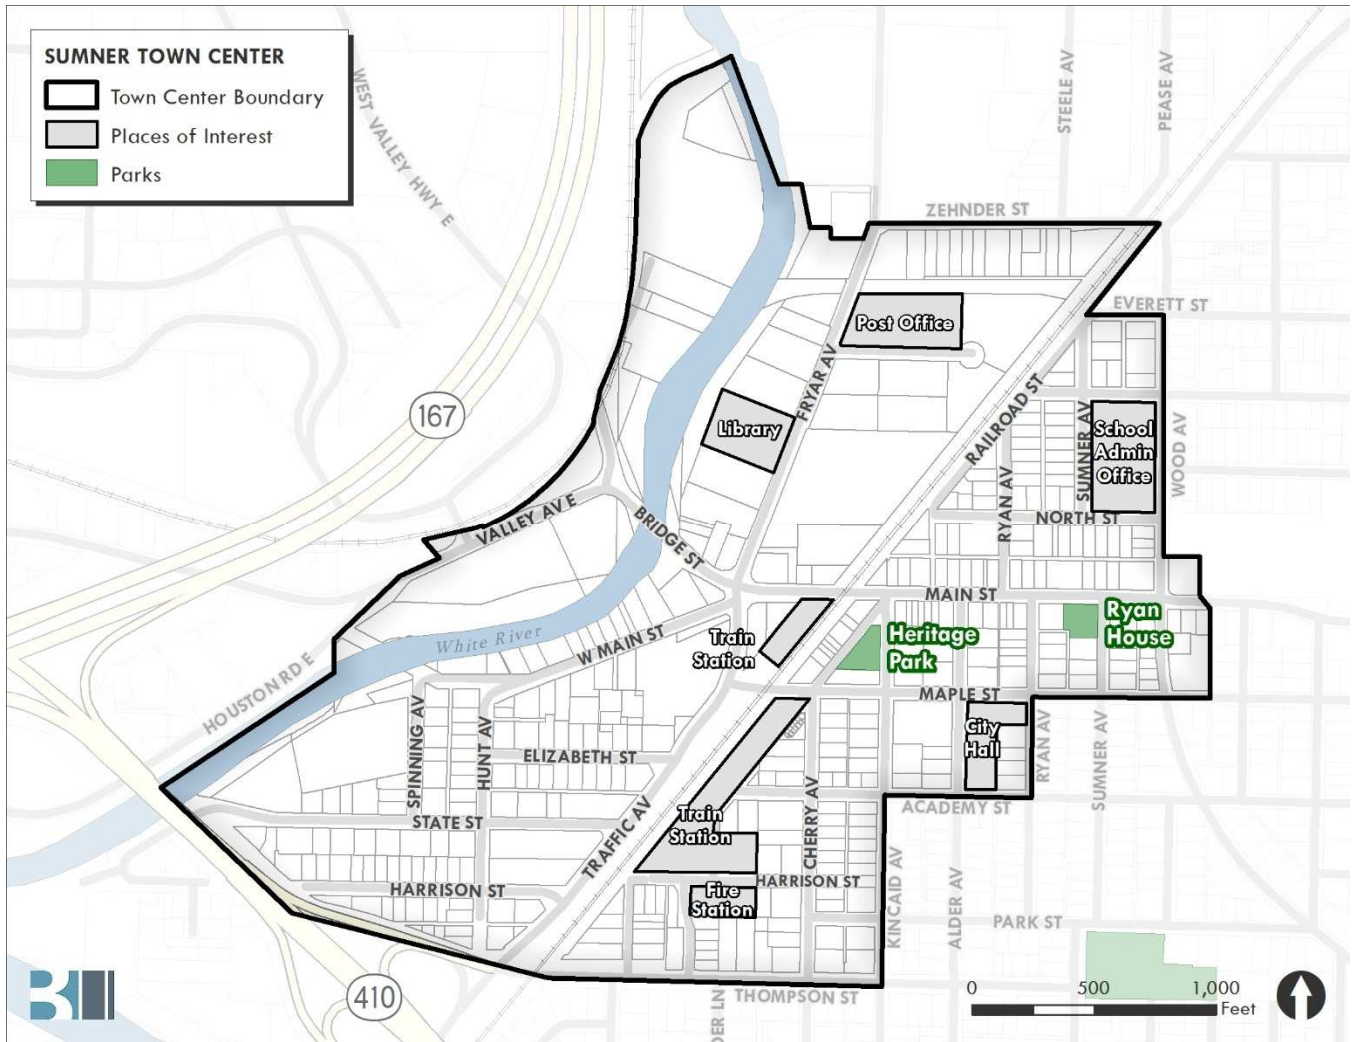 SUMNER TOWN CENTER
Town Center Boundary
Places of Interest
Parks
WEST VALLEY HWY E
STEELE AV
PEASE AV
ZEHNDER ST
EVERETT ST
Post Office
FRYAR AV
RAILROAD ST
167
Library
SUMNER AV
School
Admin
Office
WOOD AV
RYAN AV
NORTH ST
VALLEY AV E
BRIDGE ST
MAIN ST
White River
W MAIN ST
Train
Station
Heritage
Park
Ryan
House
HOUSTON RD E
MAPLE ST
SPINNING AV
HUNT AV
ELIZABETH ST
City
Hall
RYAN AV
SUMNER AV
STATE ST
TRAFFIC AV
Train
Station
CHERRY AV
ACADEMY ST
HARRISON ST
HARRISON ST
Fire
Station
KINCAID AV
ALDER AV
PARK ST
410
THOMPSON ST
DER LN
0 500 1,000
Feet